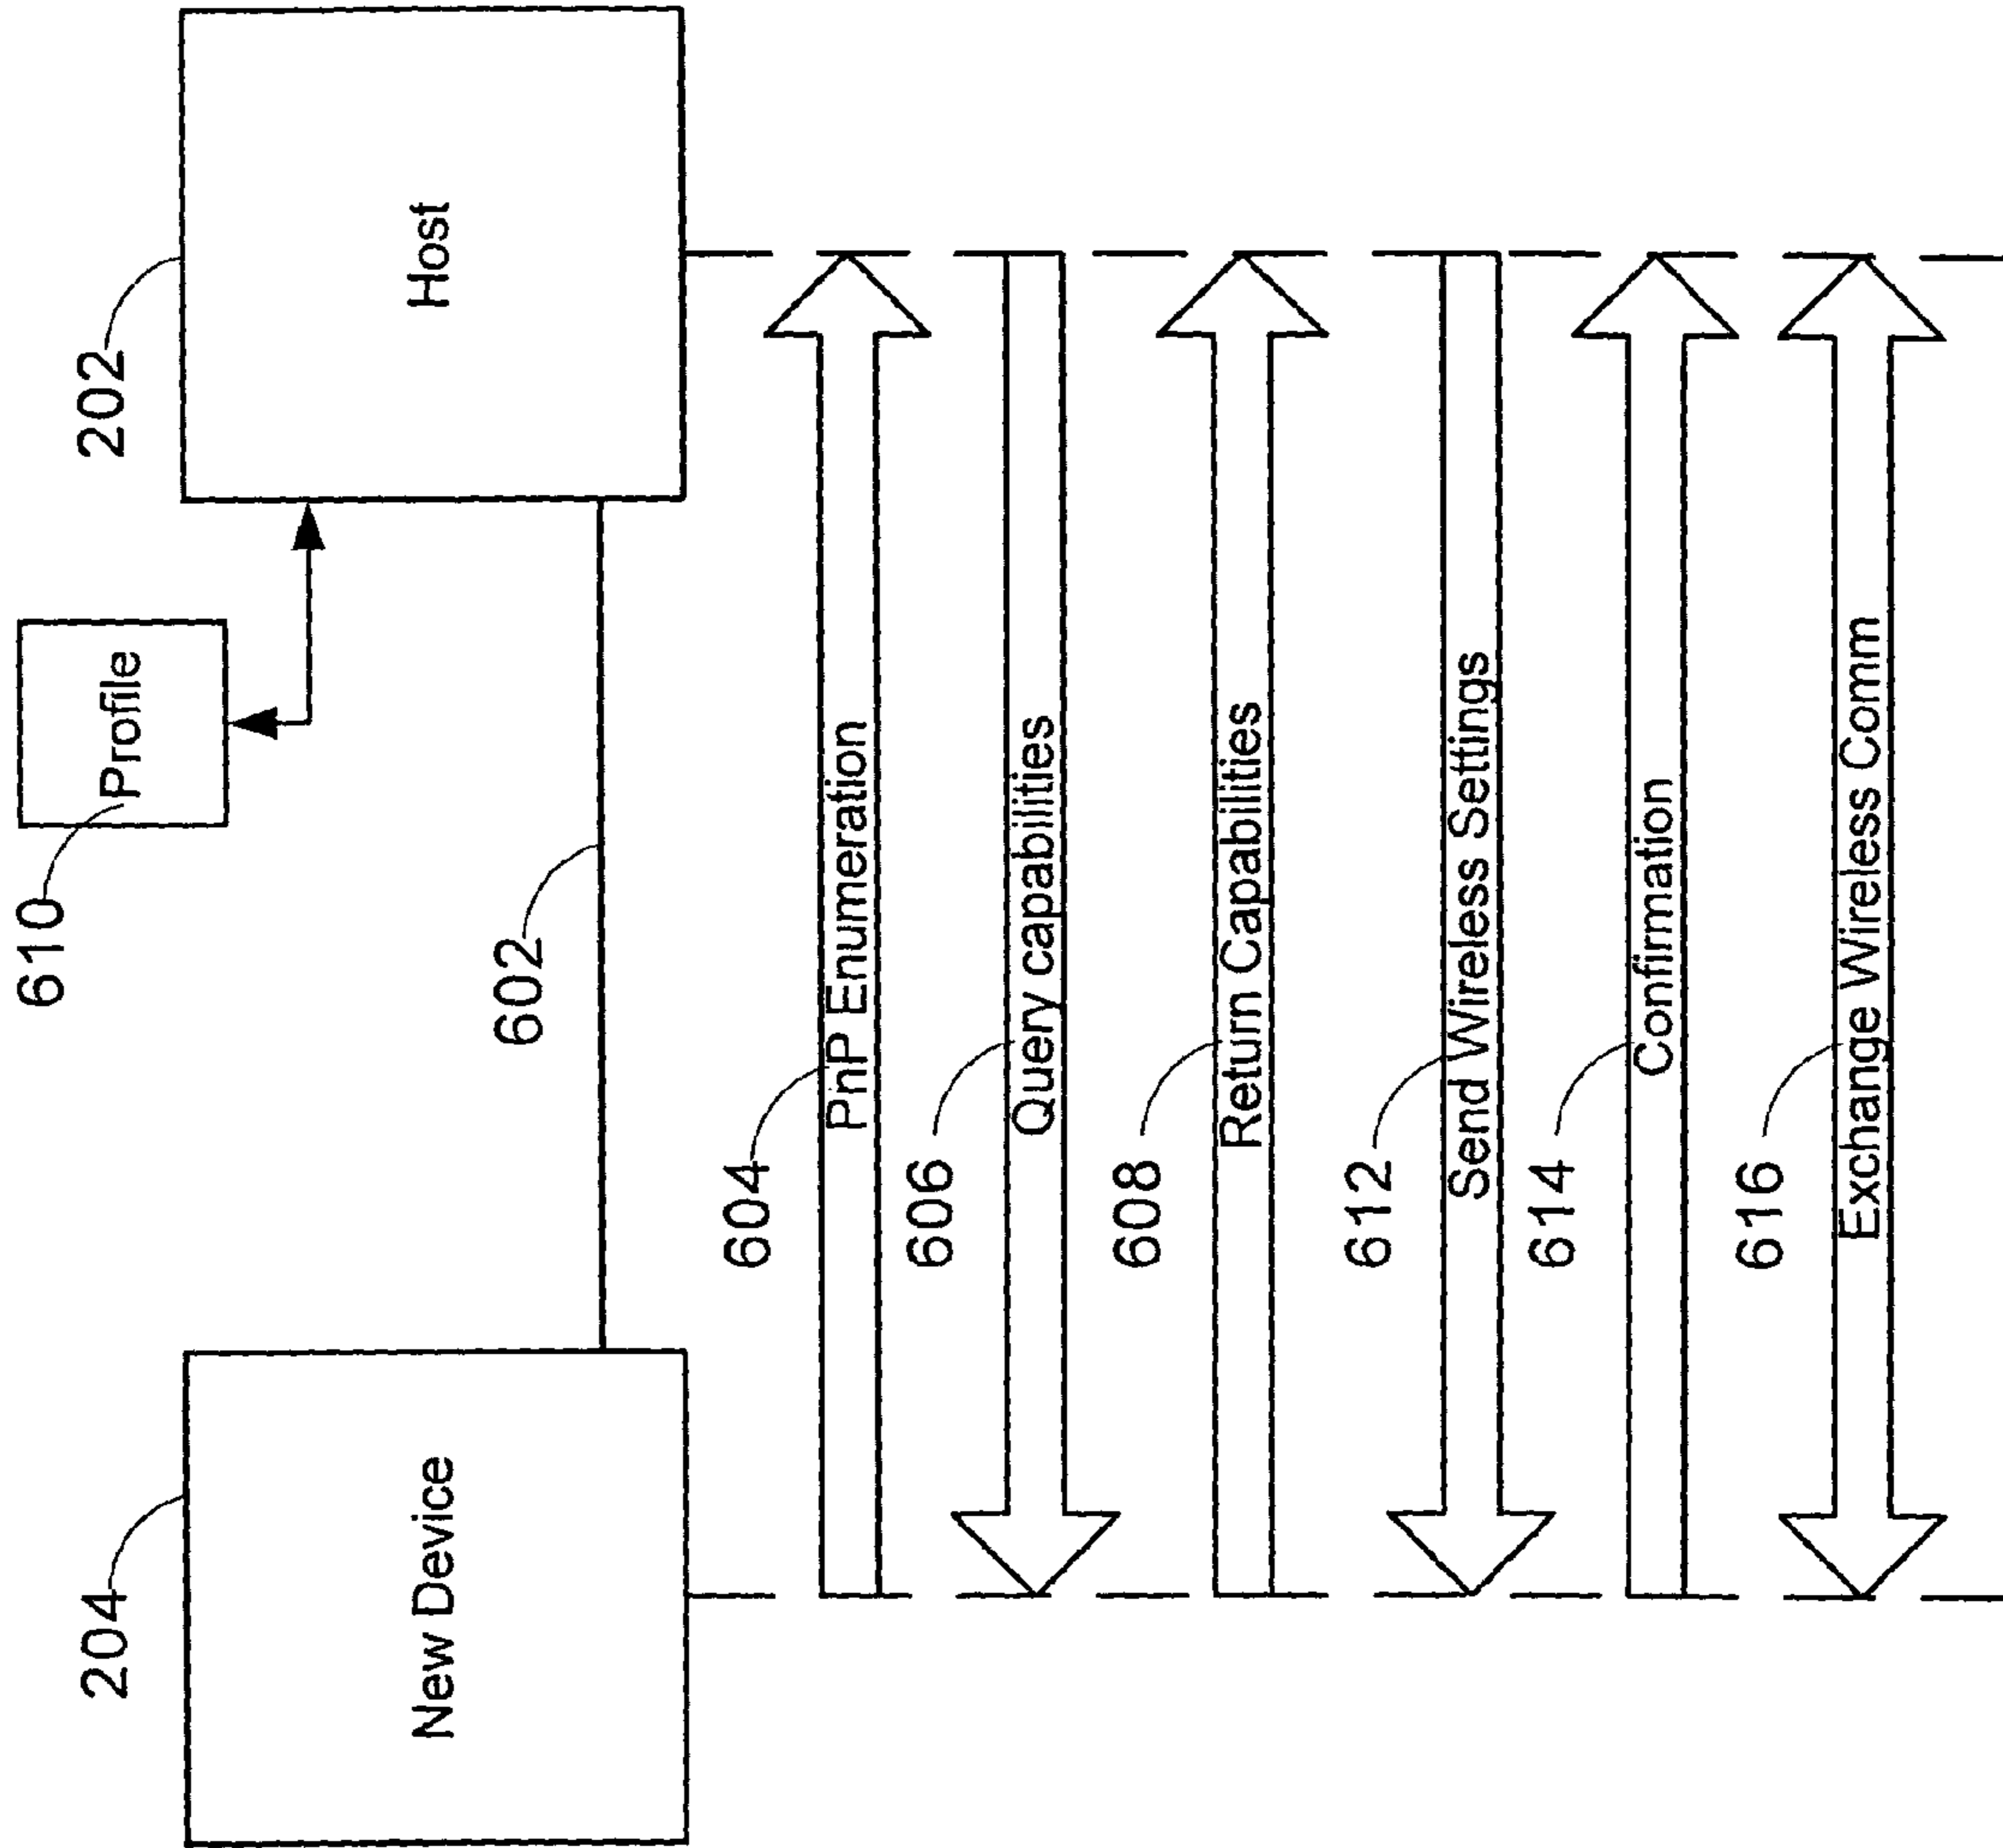 610
Profile
204
202
New Device
Host
602
604
PnP Enumeration
606
Query capabilities
608
Return Capabilities
612
Send Wireless Settings
614
Confirmation
616
Exchange Wireless Comm